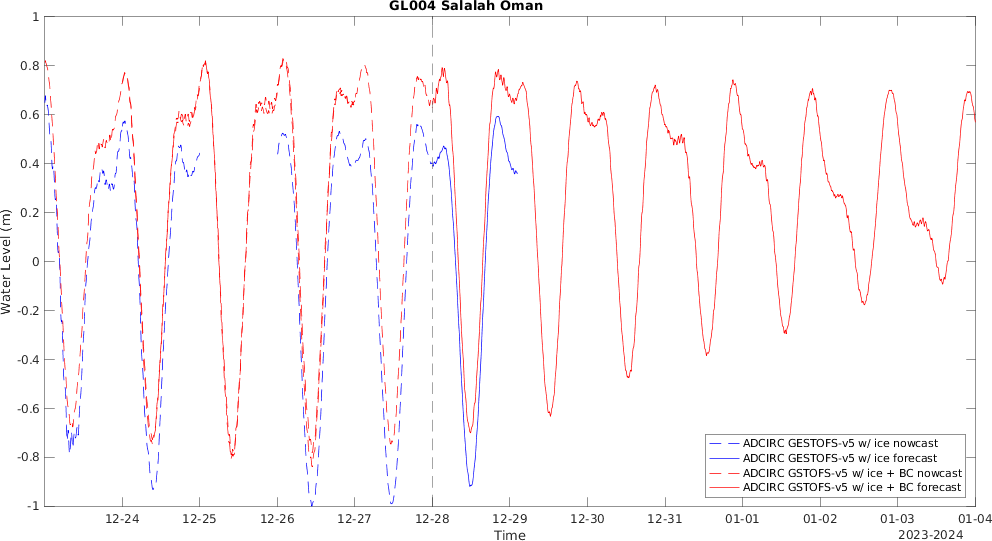 GL004 Salalah Oman
1
0.8
0.6
0.4
0.2
0
-0.2
-0.4
-0.6
-0.8
-1
Water Level (m)
ADCIRC GESTOFS-v5 w/ ice nowcast
ADCIRC GESTOFS-v5 w/ ice forecast
ADCIRC GSTOFS-v5 w/ ice + BC nowcast
ADCIRC GSTOFS-v5 w/ ice + BC forecast
12-24 12-25 12-26 12-27 12-28 12-29 12-30 12-31 01-01 01-02 01-03 01-04
Time
2023-2024